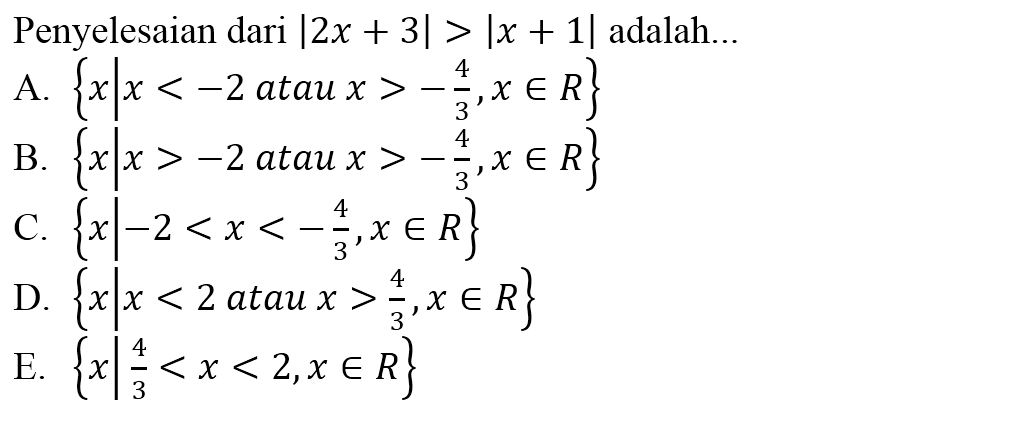 Penyelesaian dari |2x + 3| > |x + 1| adalah...
A. {x|x < −2 atau x > −4/3, x ∈ R}
B. {x|x > −2 atau x > −4/3, x ∈ R}
C. {x|−2 < x < −4/3, x ∈ R}
D. {x|x < 2 atau x > 4/3, x ∈ R}
E. {x|4/3 < x < 2, x ∈ R}